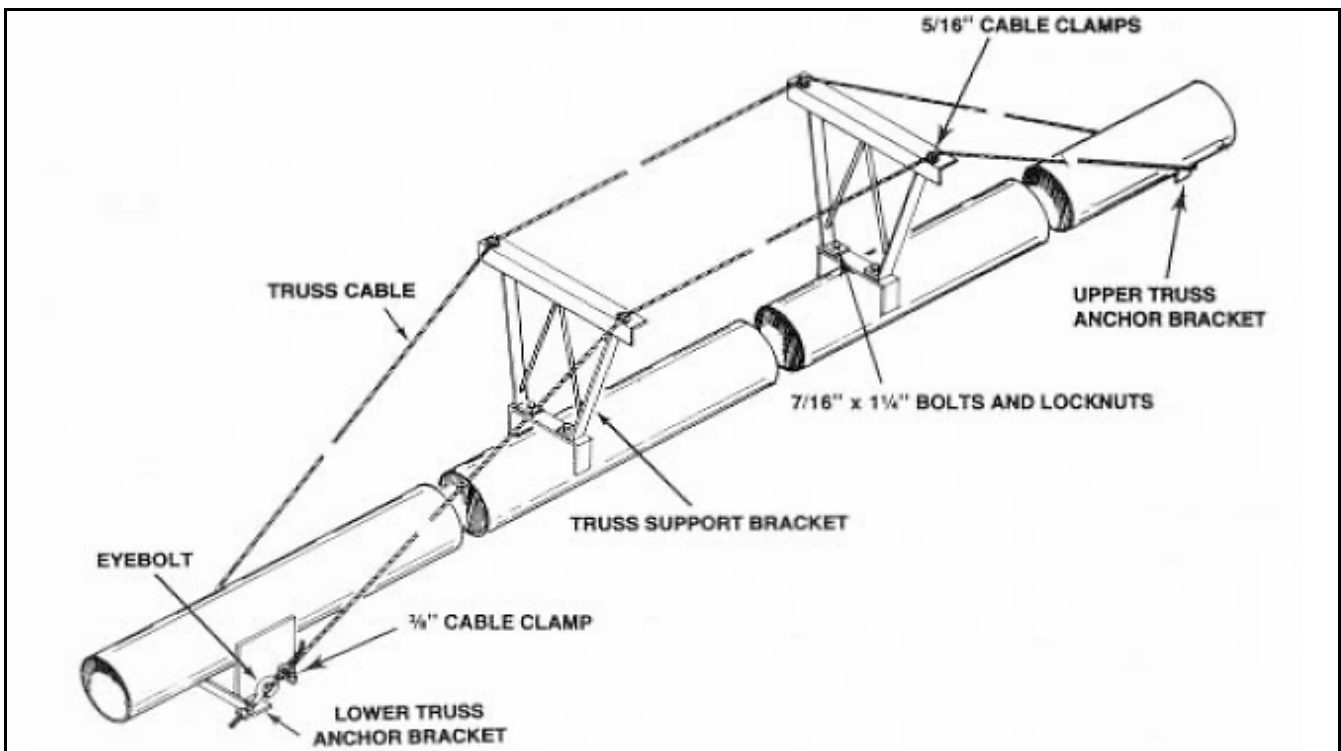 5/16" CABLE CLAMPS
TRUSS CABLE
UPPER TRUSS
ANCHOR BRACKET
7/16" x 1¼" BOLTS AND LOCKNUTS
TRUSS SUPPORT BRACKET
EYEBOLT
⅜" CABLE CLAMP
LOWER TRUSS
ANCHOR BRACKET